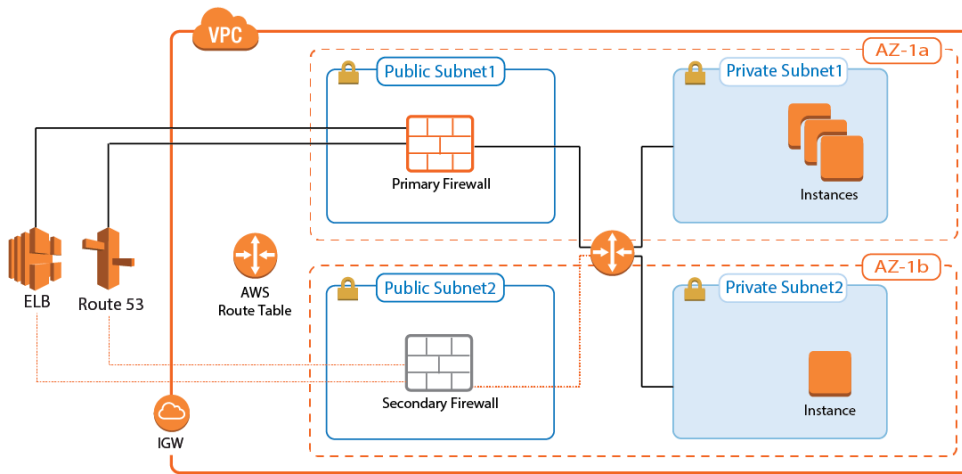 VPC
AZ-1a
Public Subnet1
Private Subnet1
Primary Firewall
Instances
ELB
Route 53
AWS
Route Table
AZ-1b
Public Subnet2
Private Subnet2
Secondary Firewall
Instance
IGW